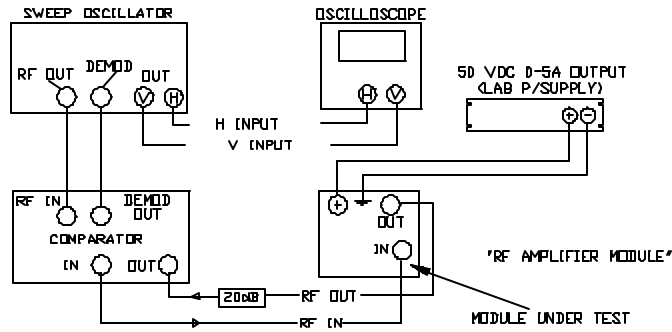 SWEEP OSCILLATOR
OSCILLOSCOPE
RF OUT
DEMOD
OUT
V
H
H
V
50 VDC 0-5A OUTPUT
(LAB P/SUPPLY)
+
-
H INPUT
V INPUT
RF IN
DEMOD
OUT
COMPARATOR
IN
OUT
+
OUT
IN
"RF AMPLIFIER MODULE"
20dB
RF OUT
RF IN
MODULE UNDER TEST